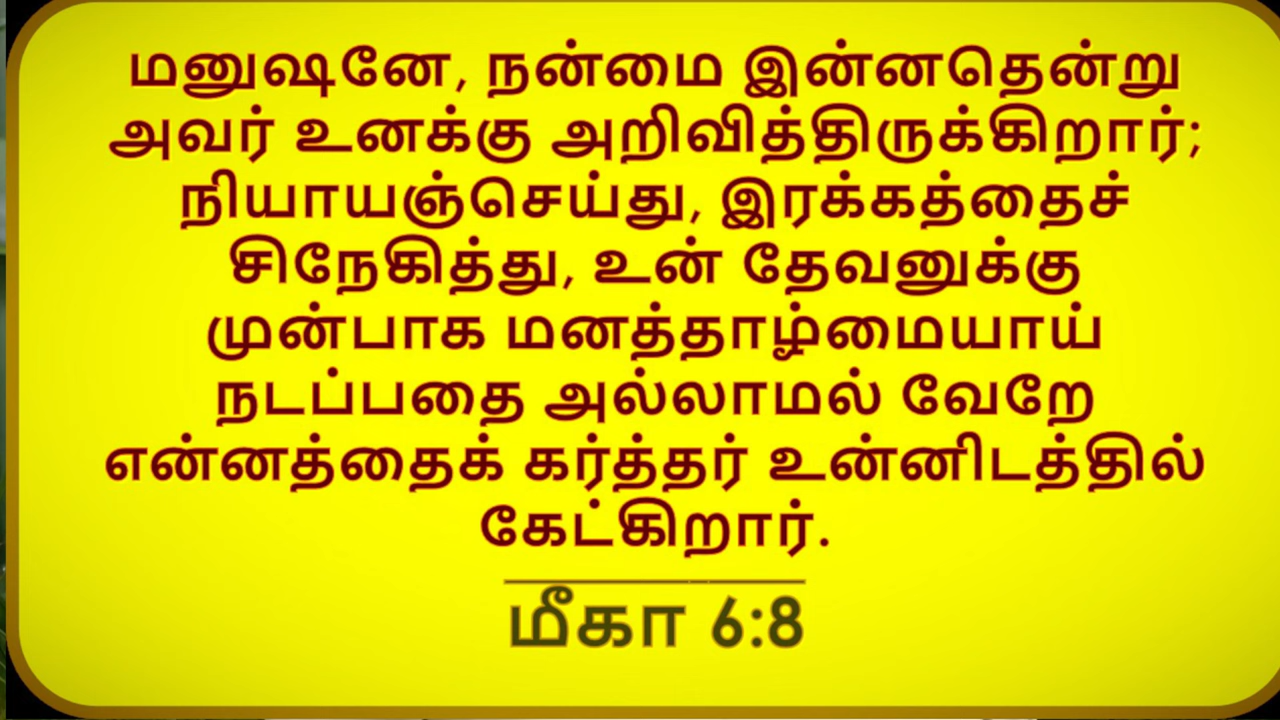 மனுஷனே, நன்மை இன்னதென்று
அவர் உனக்கு அறிவித்திருக்கிறார்;
நியாயஞ்செய்து, இரக்கத்தைச்
சிநேகித்து, உன் தேவனுக்கு
முன்பாக மனத்தாழ்மையாய்
நடப்பதை அல்லாமல் வேறே
என்னத்தைக் கர்த்தர் உன்னிடத்தில்
கேட்கிறார்.
மீகா 6:8